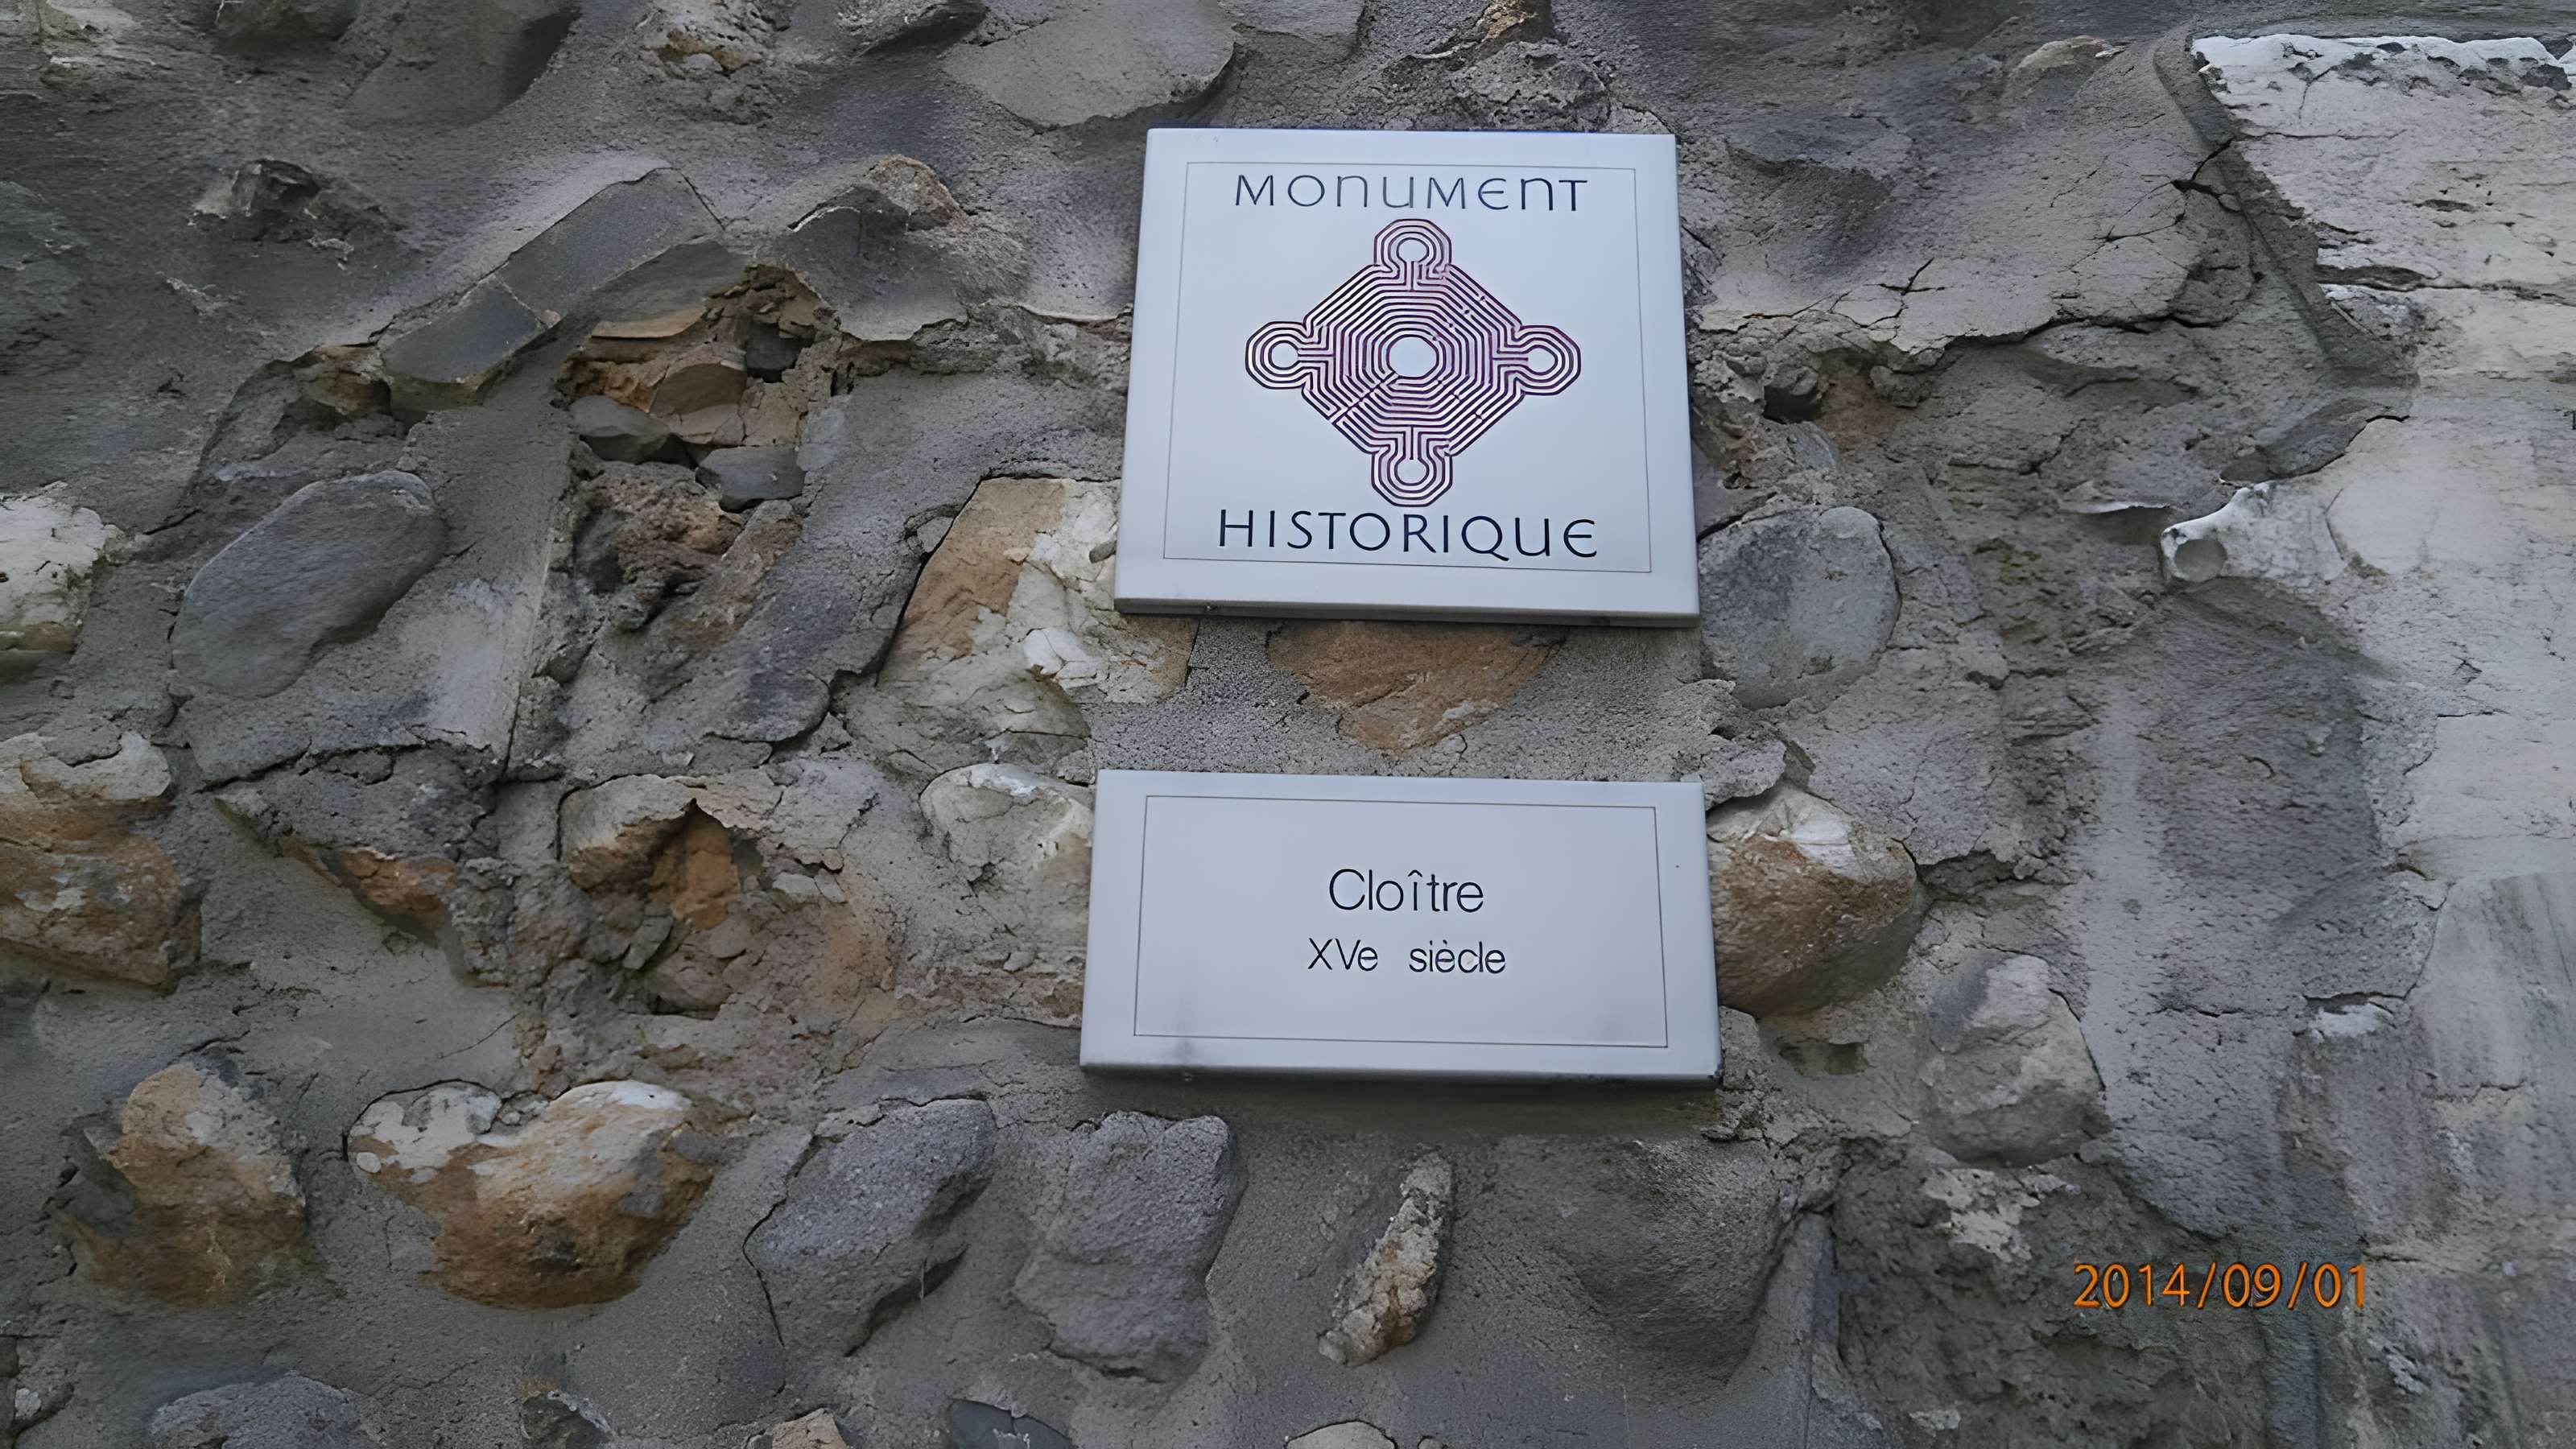 MONUMENT
HISTORIQUE
Cloître
XVe siècle
2014/09/01